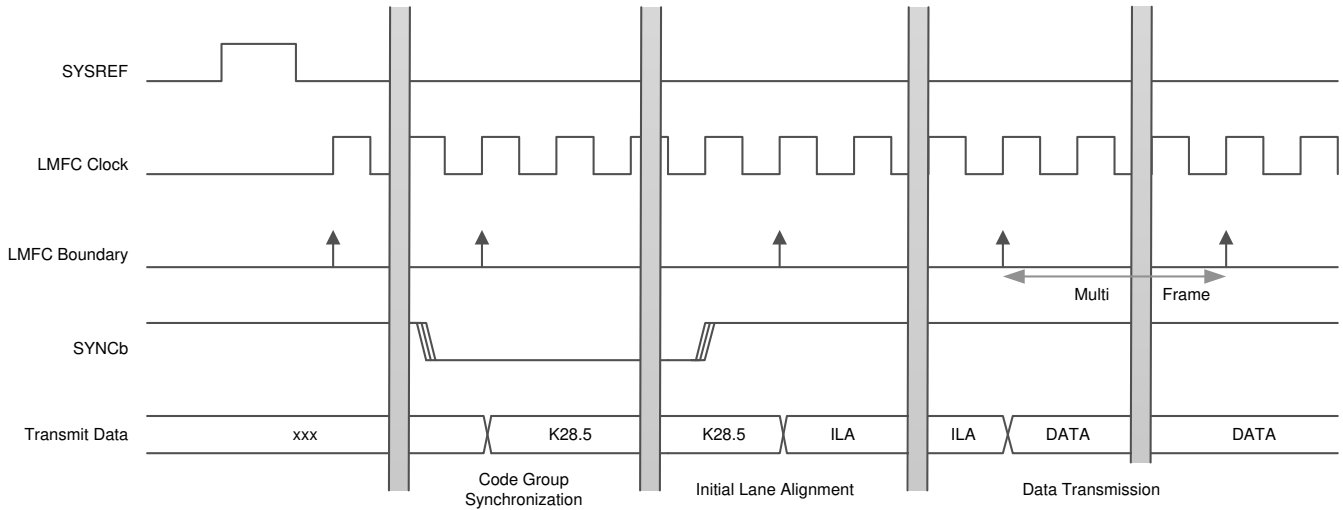 SYSREF
LMFC Clock
LMFC Boundary
Multi Frame
SYNCb
Transmit Data
xxx
K28.5
K28.5
ILA
ILA
DATA
DATA
Code Group
Synchronization
Initial Lane Alignment
Data Transmission